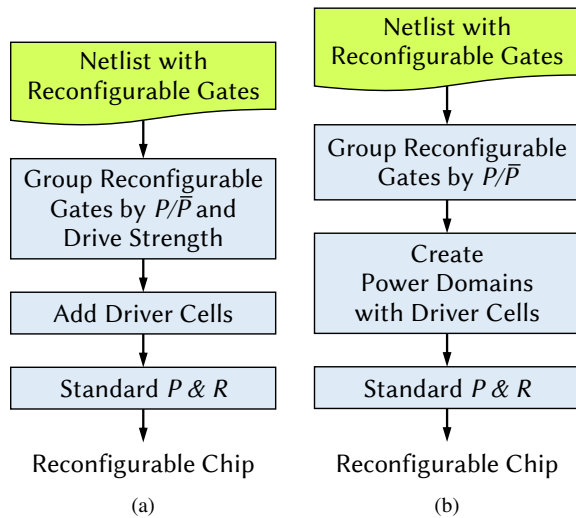 Netlist with
Reconfigurable Gates
Group Reconfigurable
Gates by P/P̅ and
Drive Strength
Add Driver Cells
Standard P & R
Reconfigurable Chip
(a)
Netlist with
Reconfigurable Gates
Group Reconfigurable
Gates by P/P̅
Create
Power Domains
with Driver Cells
Standard P & R
Reconfigurable Chip
(b)